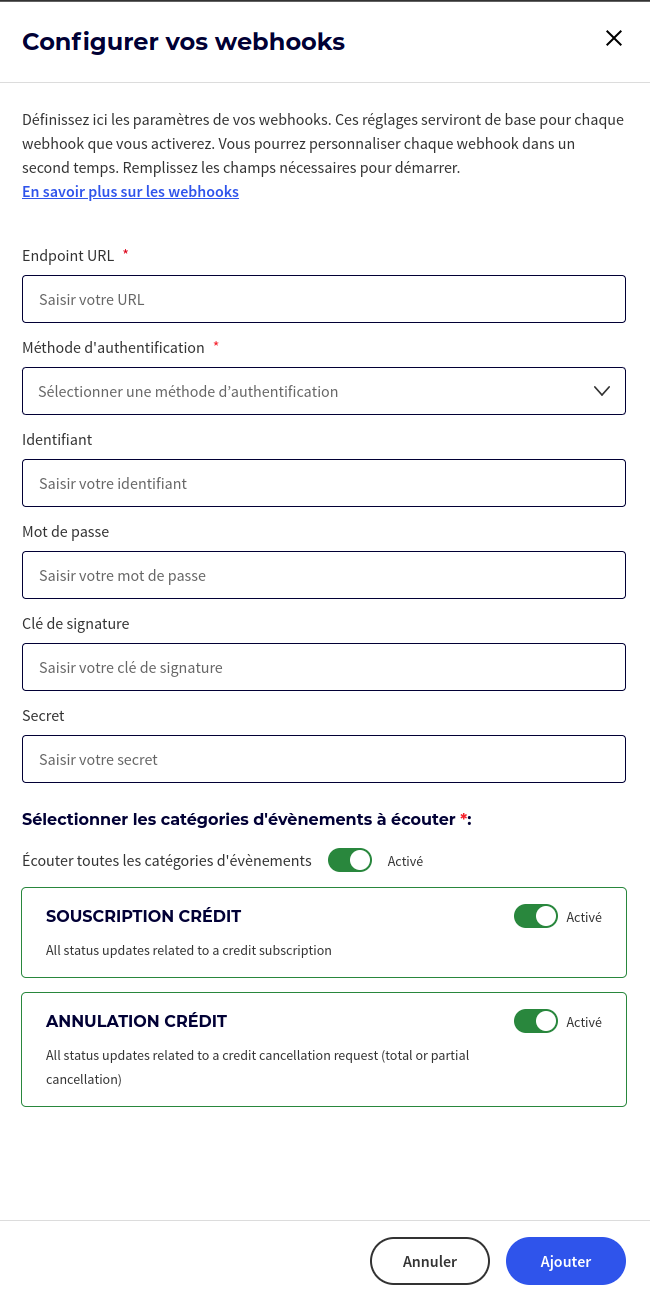 Configurer vos webhooks
Définissez ici les paramètres de vos webhooks. Ces réglages serviront de base pour chaque
webhook que vous activerez. Vous pourrez personnaliser chaque webhook dans un
second temps. Remplissez les champs nécessaires pour démarrer.
En savoir plus sur les webhooks
Endpoint URL *
Saisir votre URL
Méthode d'authentification *
Sélectionner une méthode d'authentification
Identifiant
Saisir votre identifiant
Mot de passe
Saisir votre mot de passe
Clé de signature
Saisir votre clé de signature
Secret
Saisir votre secret
Sélectionner les catégories d'évènements à écouter *:
Écouter toutes les catégories d'évènements Activé
SOUSCRIPTION CRÉDIT Activé
All status updates related to a credit subscription
ANNULATION CRÉDIT Activé
All status updates related to a credit cancellation request (total or partial
cancellation)
Annuler Ajouter